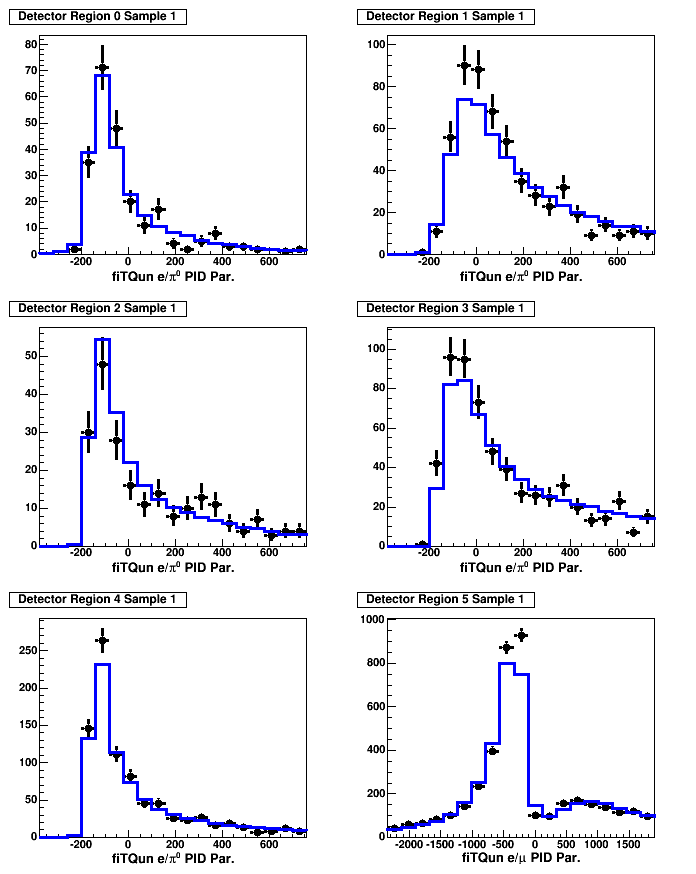 Detector Region 0 Sample 1
80
70
60
50
40
30
20
10
0
-200 0 200 400 600
fiTQun e/π⁰ PID Par.
Detector Region 1 Sample 1
100
80
60
40
20
0
-200 0 200 400 600
fiTQun e/π⁰ PID Par.
Detector Region 2 Sample 1
50
40
30
20
10
0
-200 0 200 400 600
fiTQun e/π⁰ PID Par.
Detector Region 3 Sample 1
100
80
60
40
20
0
-200 0 200 400 600
fiTQun e/π⁰ PID Par.
Detector Region 4 Sample 1
250
200
150
100
50
0
-200 0 200 400 600
fiTQun e/π⁰ PID Par.
Detector Region 5 Sample 1
1000
800
600
400
200
0
-2000 -1500 -1000 -500 0 500 1000 1500
fiTQun e/μ PID Par.